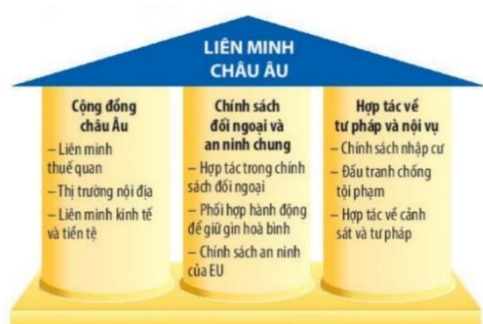 LIÊN MINH
CHÂU ÂU
Cộng đồng
châu Âu
– Liên minh
thuế quan
– Thị trường nội địa
– Liên minh kinh tế
và tiền tệ
Chính sách
đối ngoại và
an ninh chung
– Hợp tác trong chính
sách đối ngoại
– Phối hợp hành động
để giữ gìn hoà bình
– Chính sách an ninh
của EU
Hợp tác về
tư pháp và nội vụ
– Chính sách nhập cư
– Đấu tranh chống
tội phạm
– Hợp tác về cảnh
sát và tư pháp